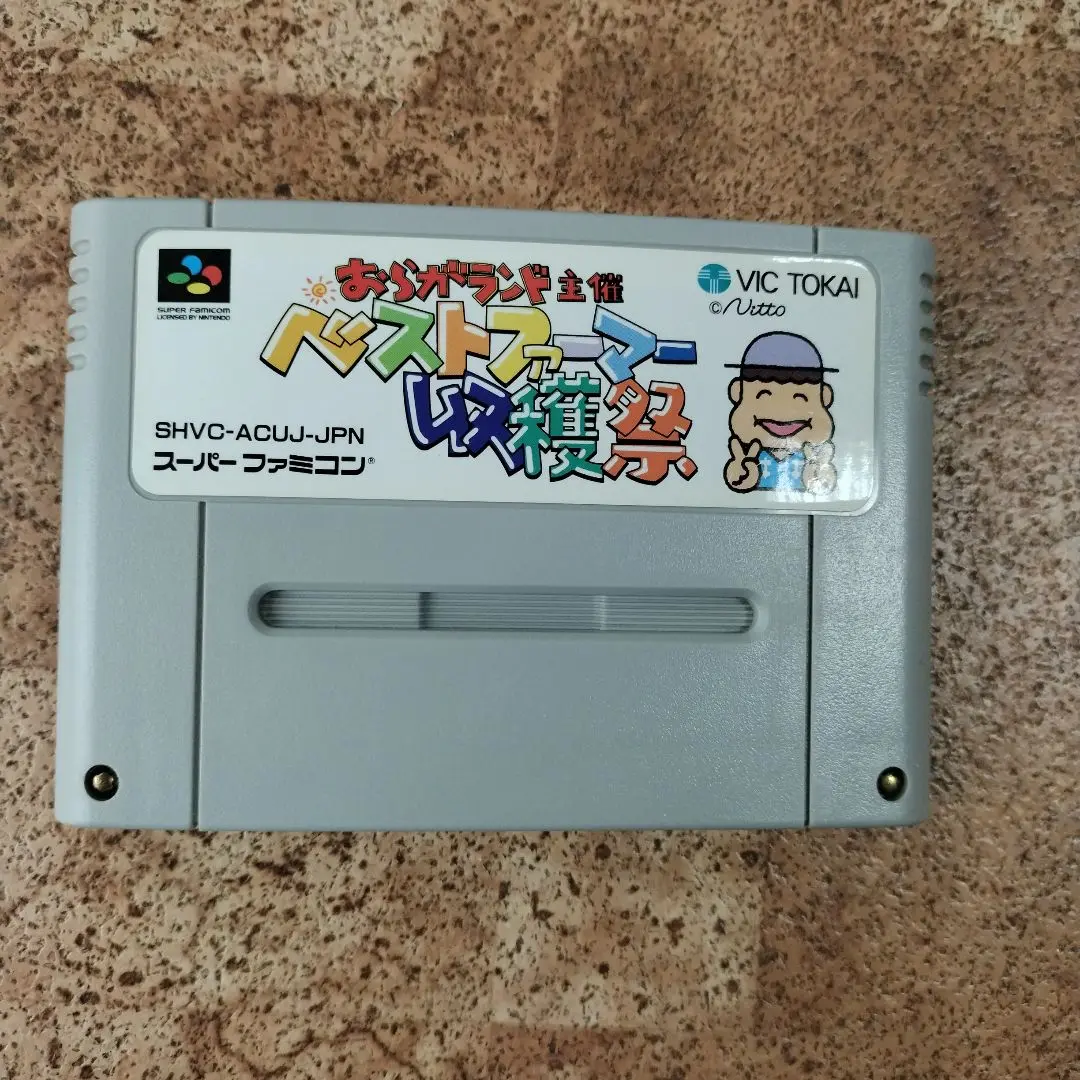 SUPER FAMICOM
LICENSED BY NINTENDO
おらがランド主催
ベストファーマー
収穫祭
VIC TOKAI
©Nitto
SHVC-ACUJ-JPN
スーパーファミコン®